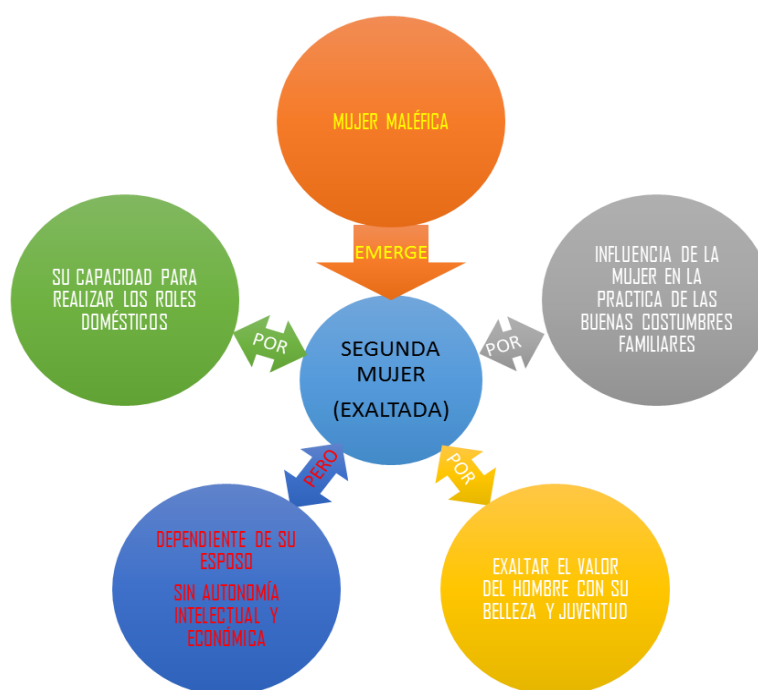 MUJER MALÉFICA
EMERGE
SU CAPACIDAD PARA
REALIZAR LOS ROLES
DOMÉSTICOS
POR
SEGUNDA
MUJER
(EXALTADA)
POR
INFLUENCIA DE LA
MUJER EN LA
PRACTICA DE LAS
BUENAS COSTUMBRES
FAMILIARES
PERO
DEPENDIENTE DE SU
ESPOSO
SIN AUTONOMÍA
INTELECTUAL Y
ECONÓMICA
POR
EXALTAR EL VALOR
DEL HOMBRE CON SU
BELLEZA Y JUVENTUD